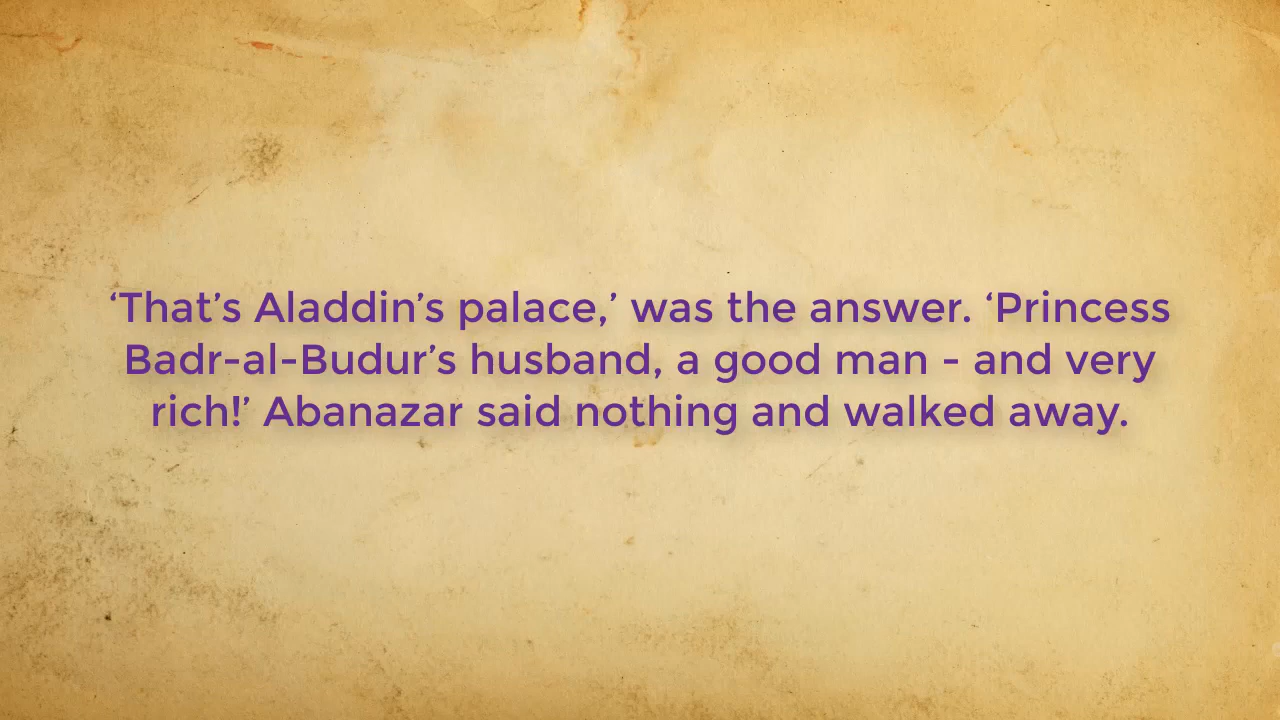 ‘That’s Aladdin’s palace,’ was the answer. ‘Princess
Badr-al-Budur’s husband, a good man - and very
rich!’ Abanazar said nothing and walked away.